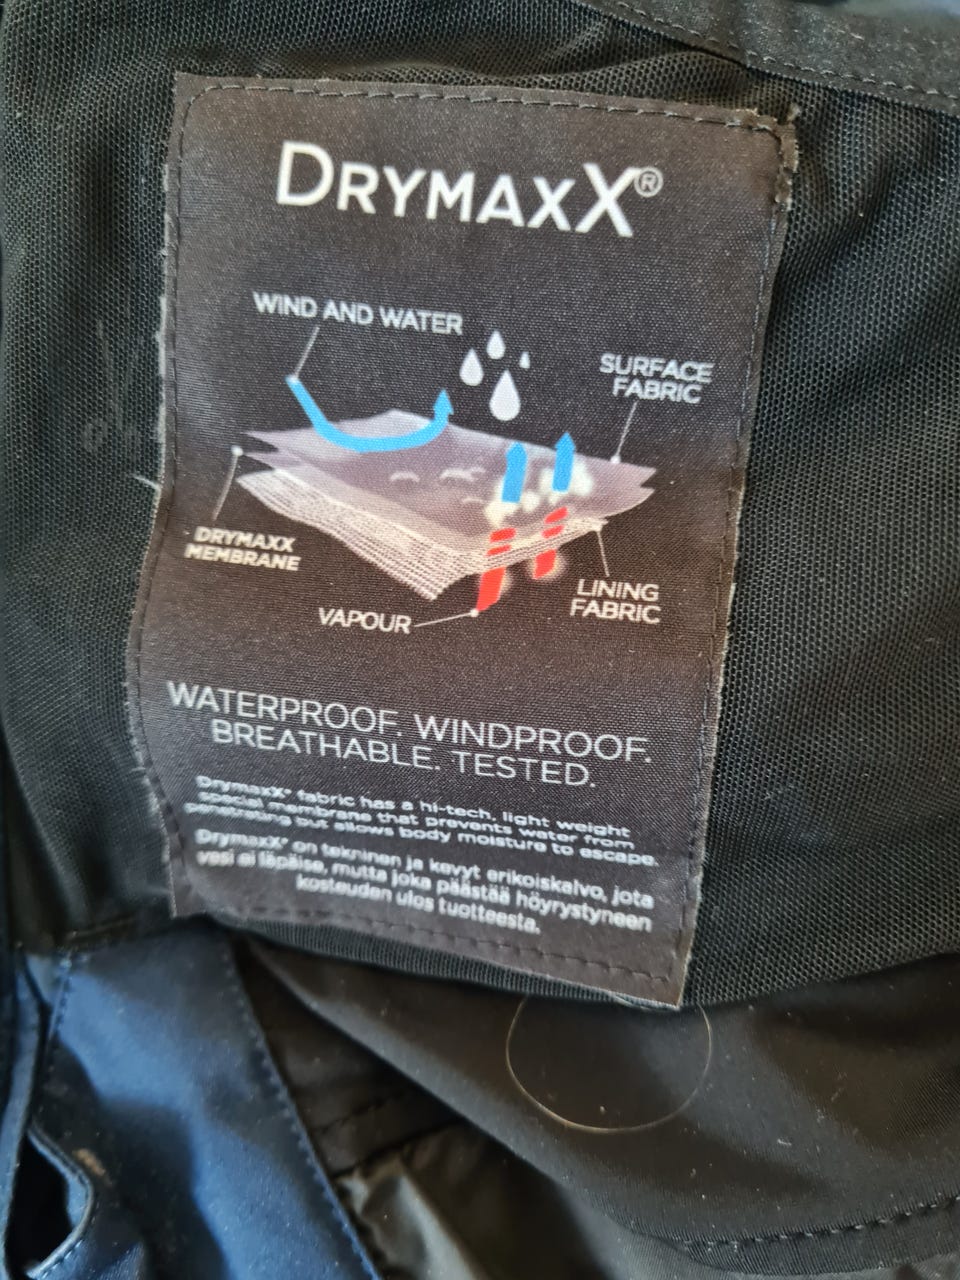 DRYMAXX®
WIND AND WATER
SURFACE
FABRIC
DRYMAXX
MEMBRANE
LINING
FABRIC
VAPOUR
WATERPROOF. WINDPROOF.
BREATHABLE. TESTED.
DrymaxX® fabric has a hi-tech, light weight
special membrane that prevents water from
penetrating but allows body moisture to escape.
DrymaxX® on tekninen ja kevyt erikoiskalvo, jota
vesi ei läpäise, mutta joka päästää höyrystyneen
kosteuden ulos tuotteesta.